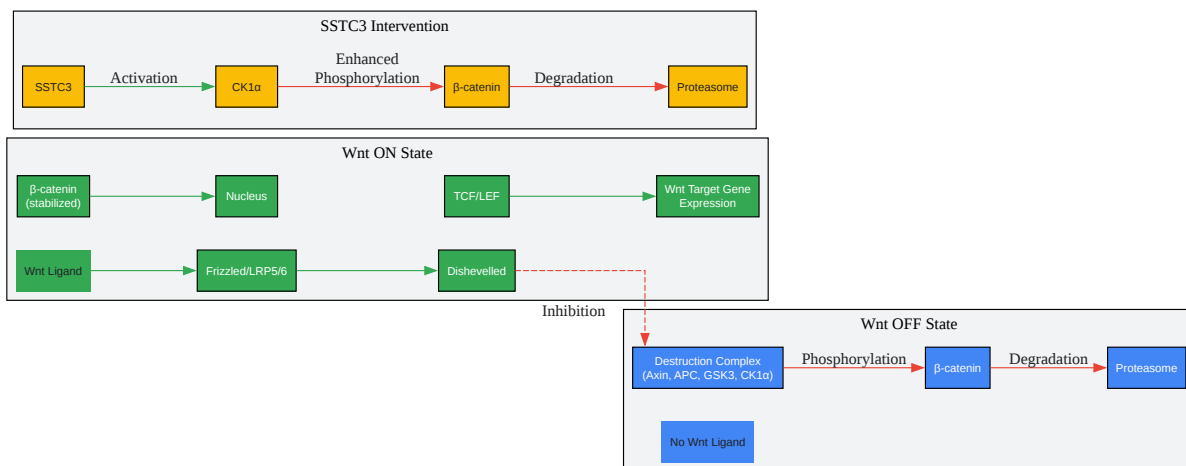 SSTC3 Intervention
SSTC3
Activation
CK1α
Enhanced
Phosphorylation
β-catenin
Degradation
Proteasome
Wnt ON State
β-catenin
(stabilized)
Nucleus
TCF/LEF
Wnt Target Gene
Expression
Wnt Ligand
Frizzled/LRP5/6
Dishevelled
Inhibition
Wnt OFF State
Destruction Complex
(Axin, APC, GSK3, CK1α)
Phosphorylation
β-catenin
Degradation
Proteasome
No Wnt Ligand